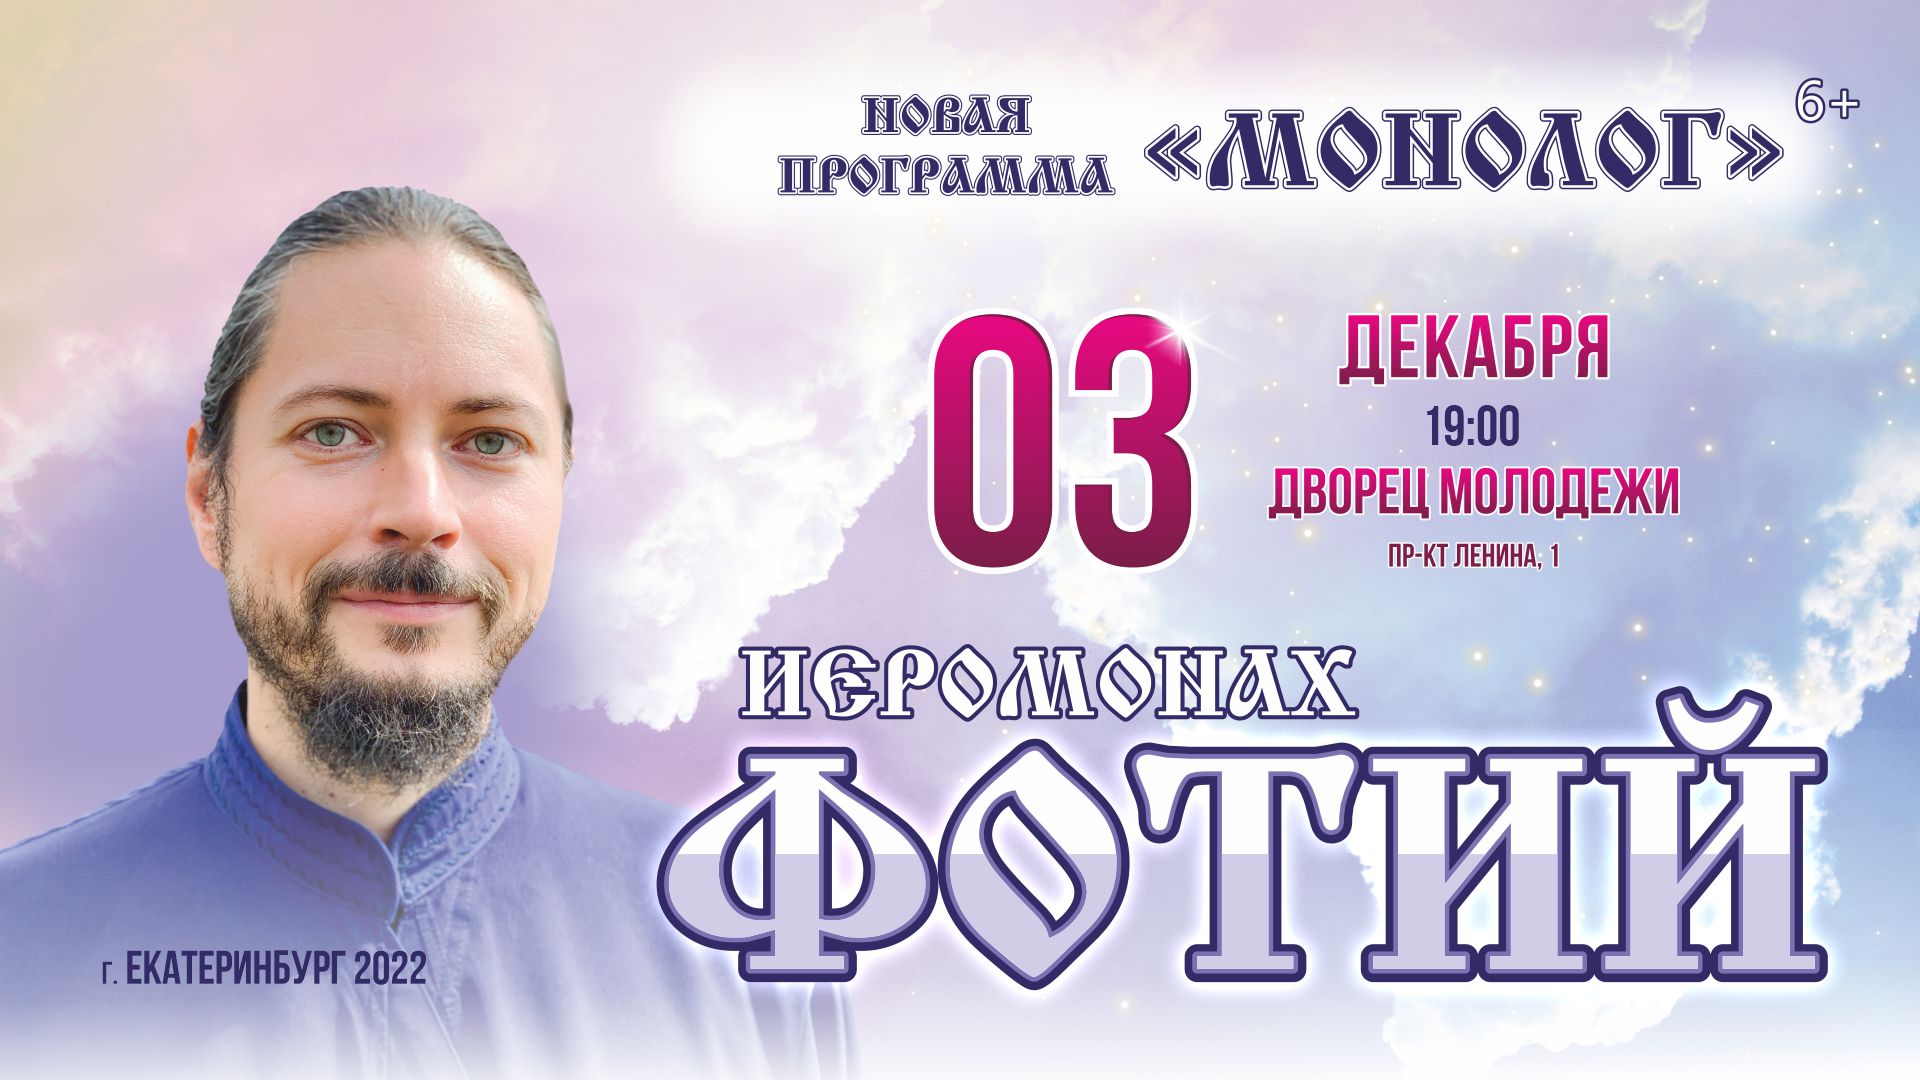 НОВАЯ
ПРОГРАММА
«МОНОЛОГ»
6+
03
ДЕКАБРЯ
19:00
ДВОРЕЦ МОЛОДЕЖИ
ПР-КТ ЛЕНИНА, 1
ИЕРОМОНАХ
ФОТИЙ
г. ЕКАТЕРИНБУРГ 2022